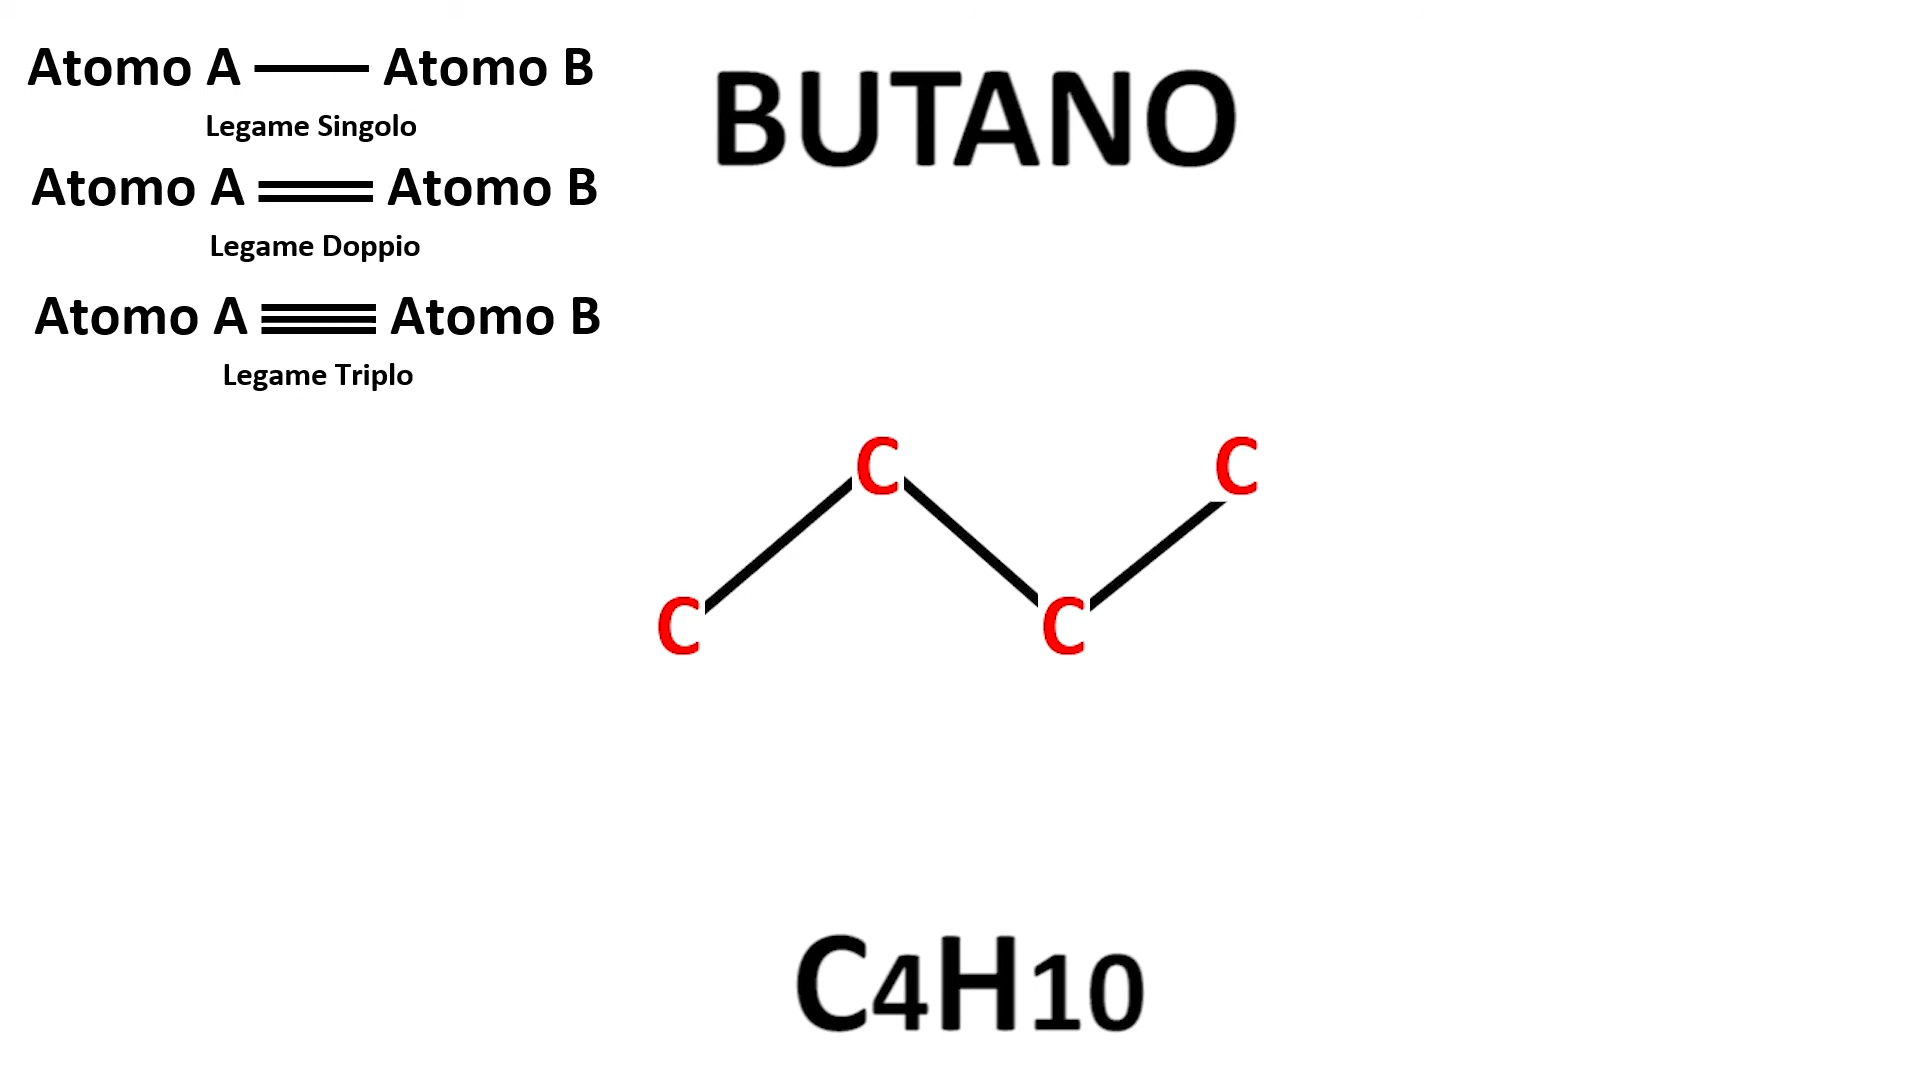 Atomo A Atomo B
Legame Singolo
Atomo A Atomo B
Legame Doppio
Atomo A Atomo B
Legame Triplo
BUTANO
C
C
C
C
C4H10